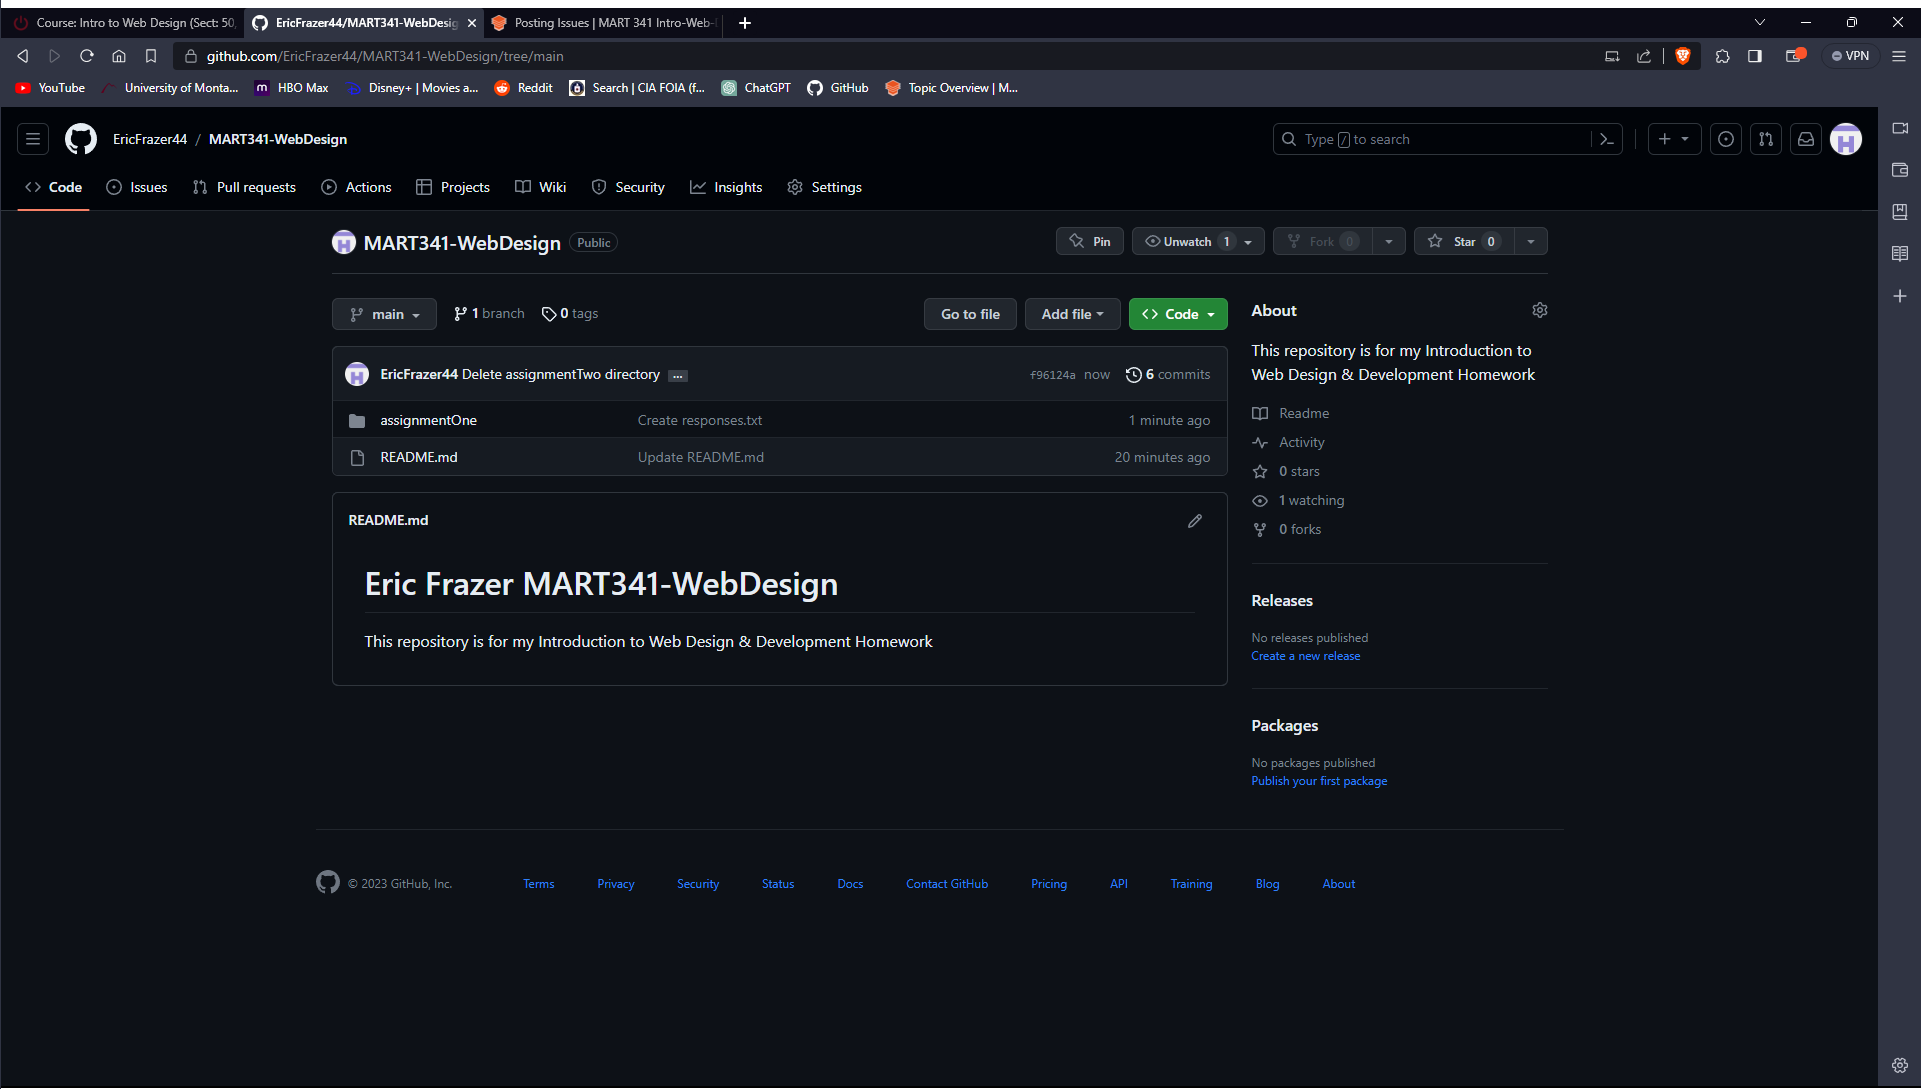 Course: Intro to Web Design (Sect: 50,
EricFrazer44/MART341-WebDesig
Posting Issues | MART 341 Intro-Web-
github.com/EricFrazer44/MART341-WebDesign/tree/main
VPN
YouTube
University of Monta...
HBO Max
Disney+ | Movies a...
Reddit
Search | CIA FOIA (f...
ChatGPT
GitHub
Topic Overview | M...
EricFrazer44 / MART341-WebDesign
Type / to search
Code
Issues
Pull requests
Actions
Projects
Wiki
Security
Insights
Settings
MART341-WebDesign
Public
Pin
Unwatch 1
Fork 0
Star 0
main
1 branch
0 tags
Go to file
Add file
Code
EricFrazer44 Delete assignmentTwo directory ...
f96124a now
6 commits
assignmentOne
Create responses.txt
1 minute ago
README.md
Update README.md
20 minutes ago
README.md
Eric Frazer MART341-WebDesign
This repository is for my Introduction to Web Design & Development Homework
About
This repository is for my Introduction to
Web Design & Development Homework
Readme
Activity
0 stars
1 watching
0 forks
Releases
No releases published
Create a new release
Packages
No packages published
Publish your first package
© 2023 GitHub, Inc.
Terms
Privacy
Security
Status
Docs
Contact GitHub
Pricing
API
Training
Blog
About